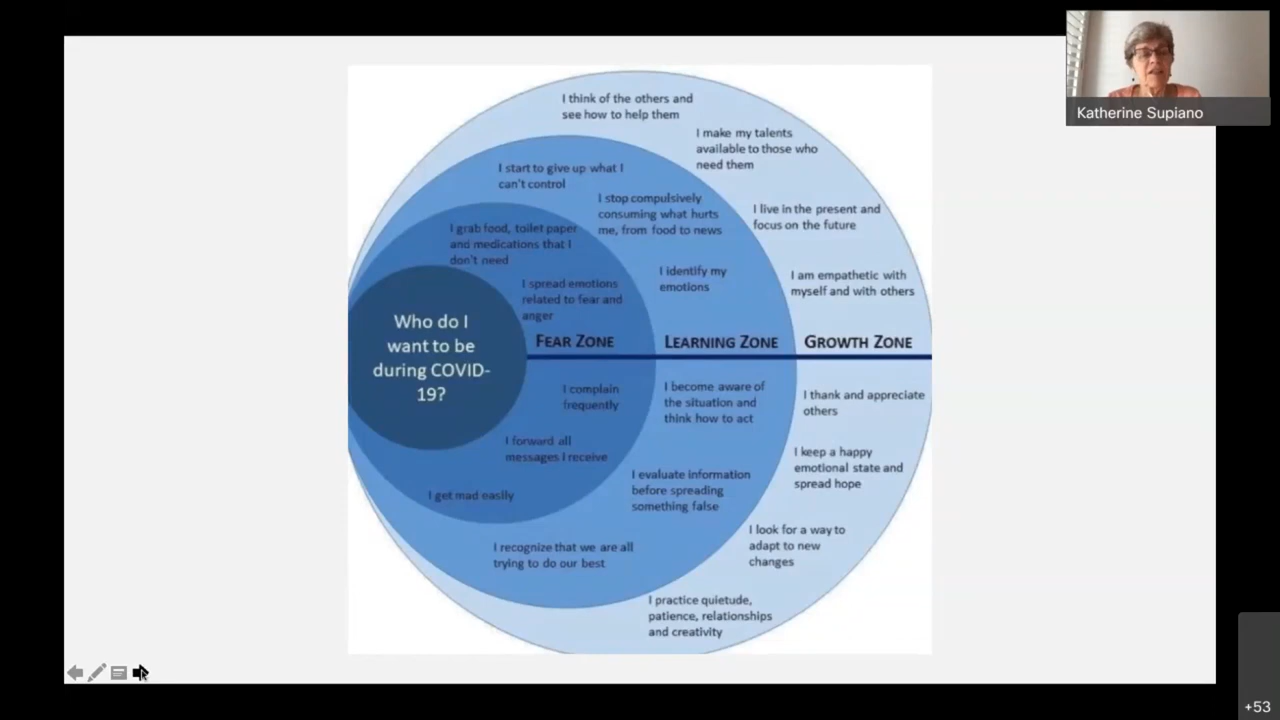 Katherine Supiano
I think of the others and
see how to help them
I make my talents
available to those who
need them
I start to give up what I
can't control
I stop compulsively
consuming what hurts
me, from food to news
I live in the present and
focus on the future
I grab food, toilet paper
and medications that I
don't need
I identify my
emotions
I am empathetic with
myself and with others
I spread emotions
related to fear and
anger
Who do I
want to be
during COVID-
19?
FEAR ZONE
LEARNING ZONE
GROWTH ZONE
I complain
frequently
I become aware of
the situation and
think how to act
I thank and appreciate
others
I forward all
messages I receive
I keep a happy
emotional state and
spread hope
I evaluate information
before spreading
something false
I get mad easily
I look for a way to
adapt to new
changes
I recognize that we are all
trying to do our best
I practice quietude,
patience, relationships
and creativity
+53